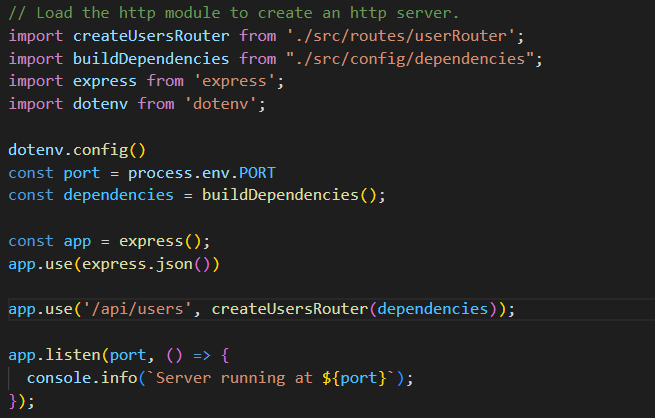 // Load the http module to create an http server.
import createUsersRouter from './src/routes/userRouter';
import buildDependencies from "./src/config/dependencies";
import express from 'express';
import dotenv from 'dotenv';
dotenv.config()
const port = process.env.PORT
const dependencies = buildDependencies();
const app = express();
app.use(express.json())
app.use('/api/users', createUsersRouter(dependencies));
app.listen(port, () => {
  console.info(`Server running at ${port}`);
});